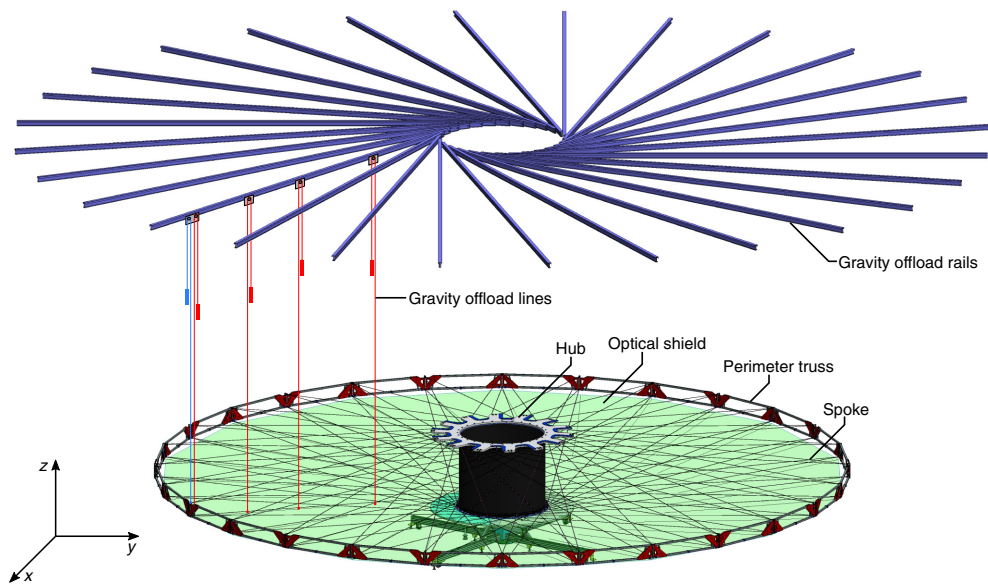 Gravity offload rails
Gravity offload lines
Hub
Optical shield
Perimeter truss
Spoke
z
y
x